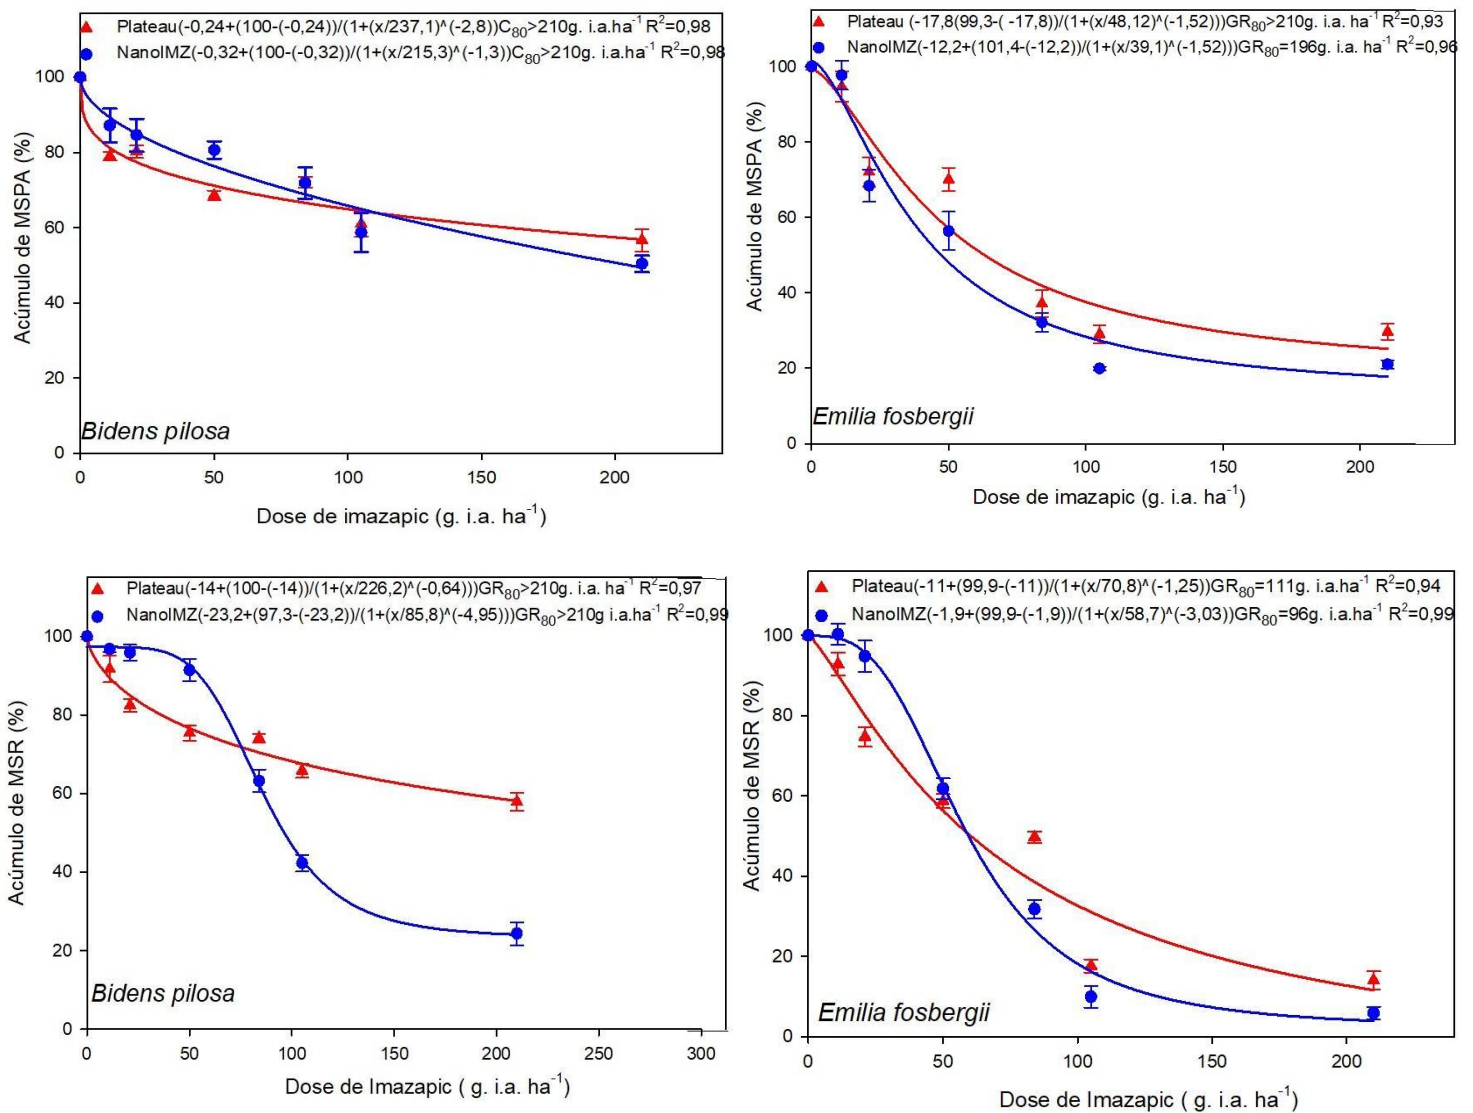 Plateau(-0,24+(100-(-0,24))/(1+(x/237,1)^(-2,8))C80>210g. i.a.ha-1 R2=0,98
NanoIMZ(-0,32+(100-(-0,32))/(1+(x/215,3)^(-1,3))C80>210g. i.a.ha-1 R2=0,98
100
80
60
40
20
0
Acúmulo de MSPA (%)
Bidens pilosa
0 50 100 150 200
Dose de imazapic (g. i.a. ha-1)
Plateau (-17,8(99,3-( -17,8))/(1+(x/48,12^(-1,52)))GR80>210g. i.a. ha-1 R2=0,93
NanoIMZ(-12,2+(101,4-(-12,2))/(1+(x/39,1)^(-1,52)))GR80=196g. i.a. ha-1 R2=0,96
100
80
60
40
20
0
Acúmulo de MSPA (%)
Emilia fosbergii
0 50 100 150 200
Dose de imazapic (g. i.a. ha-1)
Plateau(-14+(100-(-14))/(1+(x/226,2)^(-0,64)))GR80>210g. i.a. ha-1 R2=0,97
NanoIMZ(-23,2+(97,3-(-23,2))/(1+(x/85,8)^(-4,95)))GR80>210g i.a.ha-1 R2=0,99
100
80
60
40
20
0
Acúmulo de MSR (%)
Bidens pilosa
0 50 100 150 200 250 300
Dose de Imazapic ( g. i.a. ha-1)
Plateau(-11+(99,9-(-11))/(1+(x/70,8)^(-1,25))GR80=111g. i.a. ha-1 R2=0,94
NanoIMZ(-1,9+(99,9-(-1,9))/(1+(x/58,7)^(-3,03))GR80=96g. i.a.ha-1 R2=0,99
100
80
60
40
20
0
Acúmulo de MSR (%)
Emilia fosbergii
0 50 100 150 200
Dose de Imazapic ( g. i.a. ha-1)